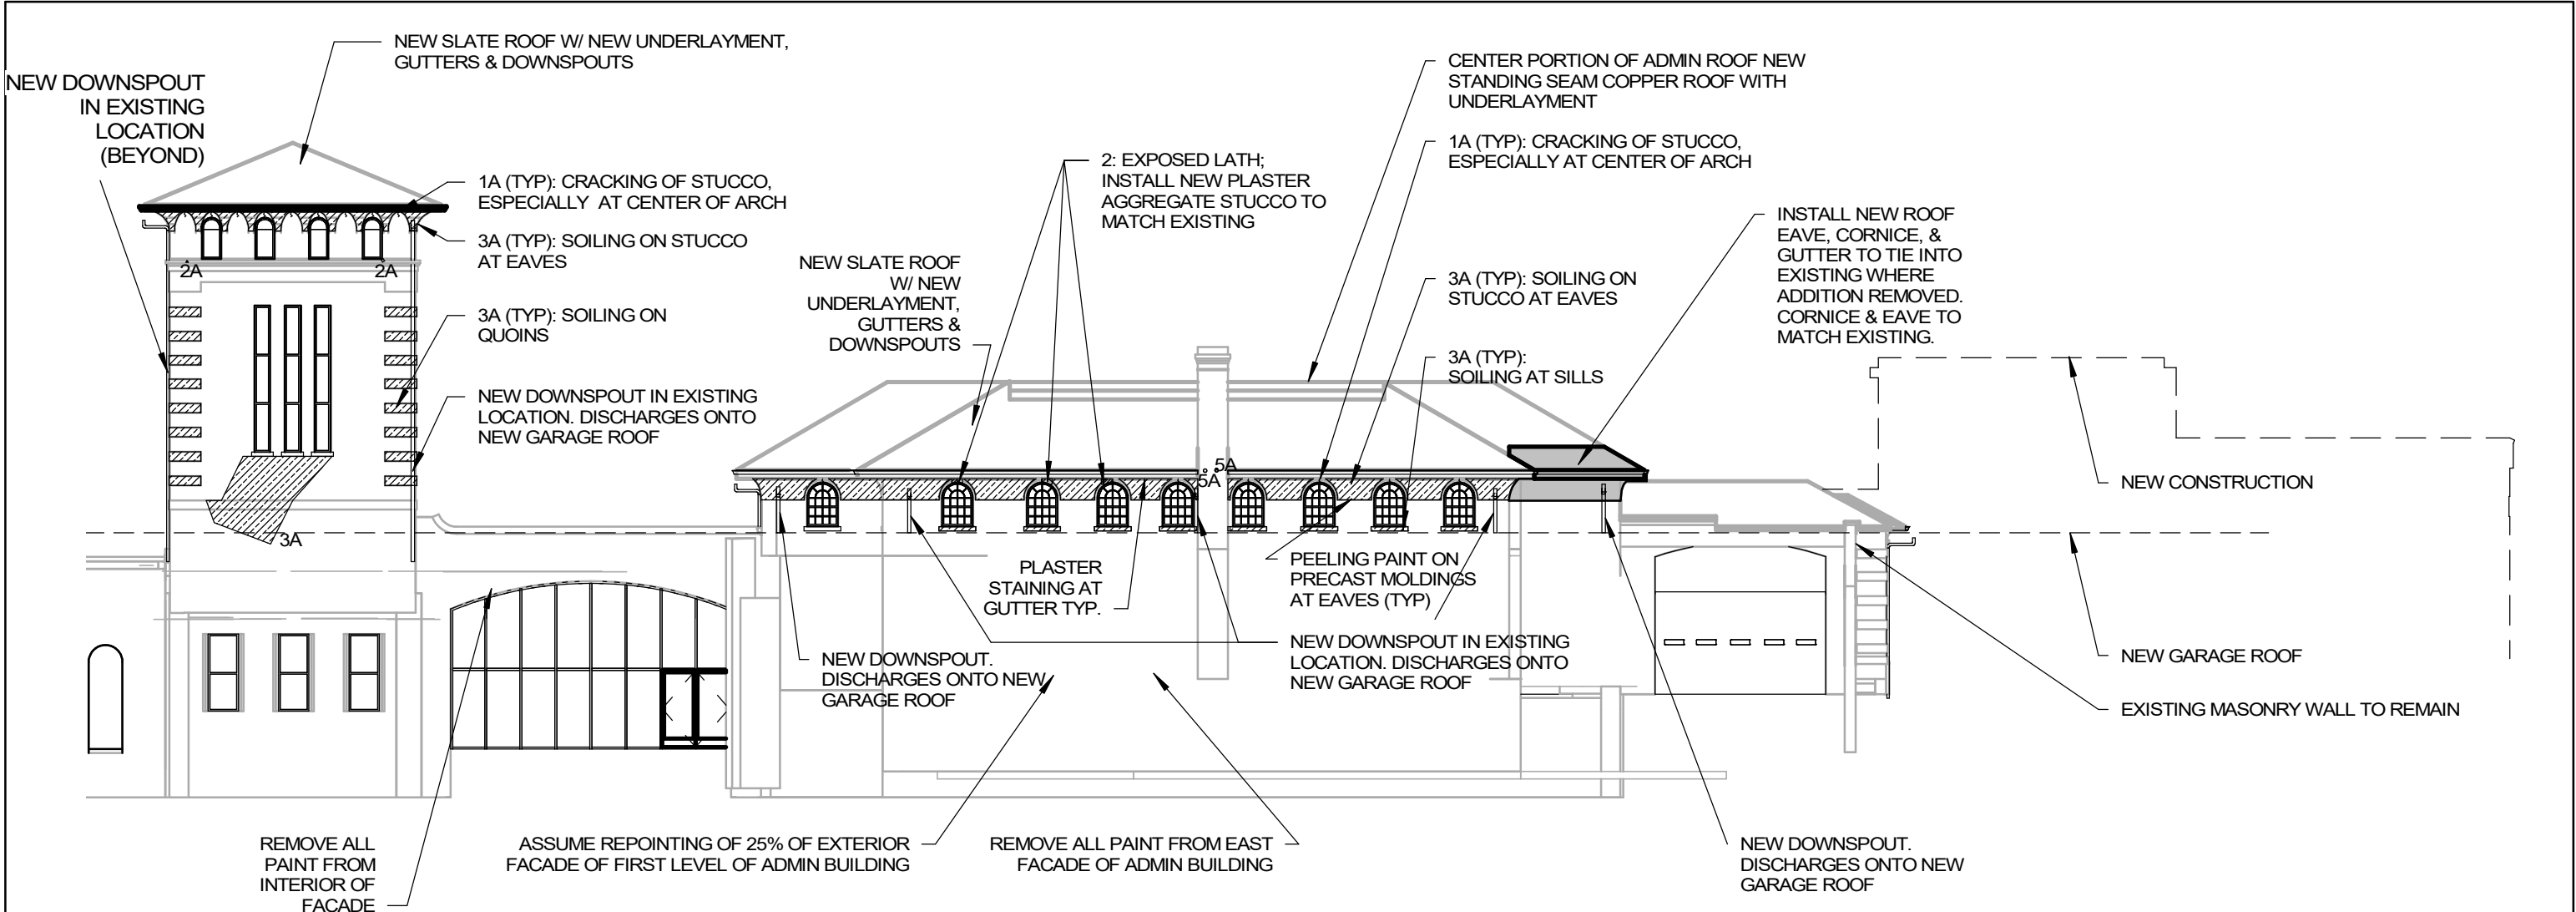 NEW SLATE ROOF W/ NEW UNDERLAYMENT,
GUTTERS & DOWNSPOUTS
NEW DOWNSPOUT
IN EXISTING
LOCATION
(BEYOND)
1A (TYP): CRACKING OF STUCCO,
ESPECIALLY AT CENTER OF ARCH
3A (TYP): SOILING ON STUCCO
AT EAVES
2A
2A
3A (TYP): SOILING ON
QUOINS
NEW DOWNSPOUT IN EXISTING
LOCATION. DISCHARGES ONTO
NEW GARAGE ROOF
3A
NEW SLATE ROOF
W/ NEW
UNDERLAYMENT,
GUTTERS &
DOWNSPOUTS
2: EXPOSED LATH;
INSTALL NEW PLASTER
AGGREGATE STUCCO TO
MATCH EXISTING
CENTER PORTION OF ADMIN ROOF NEW
STANDING SEAM COPPER ROOF WITH
UNDERLAYMENT
1A (TYP): CRACKING OF STUCCO,
ESPECIALLY AT CENTER OF ARCH
3A (TYP): SOILING ON
STUCCO AT EAVES
3A (TYP):
SOILING AT SILLS
INSTALL NEW ROOF
EAVE, CORNICE, &
GUTTER TO TIE INTO
EXISTING WHERE
ADDITION REMOVED.
CORNICE & EAVE TO
MATCH EXISTING.
5A
5A
NEW CONSTRUCTION
PLASTER
STAINING AT
GUTTER TYP.
PEELING PAINT ON
PRECAST MOLDINGS
AT EAVES (TYP)
NEW DOWNSPOUT.
DISCHARGES ONTO NEW
GARAGE ROOF
NEW DOWNSPOUT IN EXISTING
LOCATION. DISCHARGES ONTO
NEW GARAGE ROOF
NEW GARAGE ROOF
EXISTING MASONRY WALL TO REMAIN
REMOVE ALL
PAINT FROM
INTERIOR OF
FACADE
ASSUME REPOINTING OF 25% OF EXTERIOR
FACADE OF FIRST LEVEL OF ADMIN BUILDING
REMOVE ALL PAINT FROM EAST
FACADE OF ADMIN BUILDING
NEW DOWNSPOUT.
DISCHARGES ONTO NEW
GARAGE ROOF